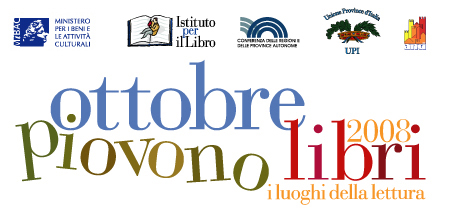 MiBAC
MINISTERO
PER I BENI E
LE ATTIVITÀ
CULTURALI
Istituto
per
il Libro
CONFERENZA DELLE REGIONI E
DELLE PROVINCE AUTONOME
Unione Province d'Italia
UPI
ottobre
piovono libri
2008
i luoghi della lettura